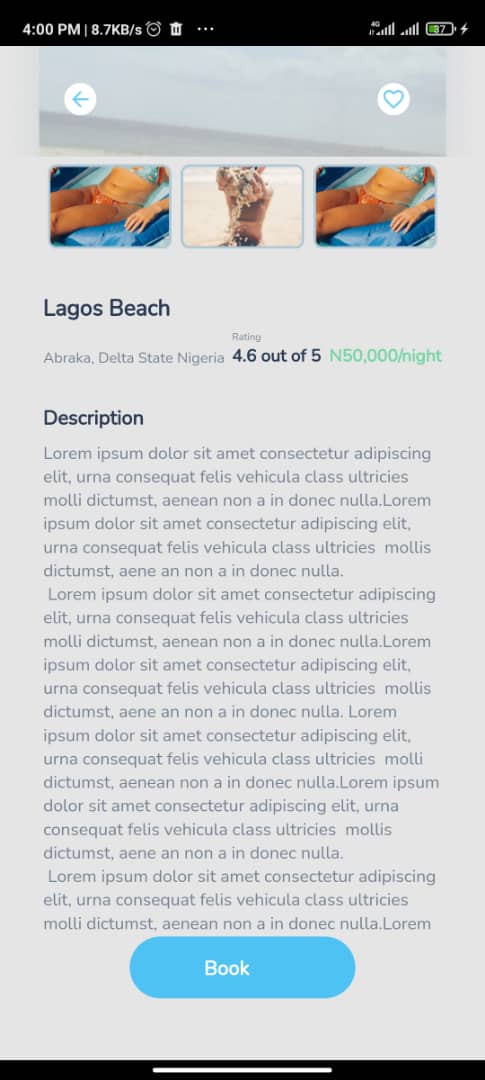 4:00 PM | 8.7KB/s
4G
37
Lagos Beach
Rating
Abraka, Delta State Nigeria 4.6 out of 5 N50,000/night
Description
Lorem ipsum dolor sit amet consectetur adipiscing
elit, urna consequat felis vehicula class ultricies
molli dictumst, aenean non a in donec nulla.Lorem
ipsum dolor sit amet consectetur adipiscing elit,
urna consequat felis vehicula class ultricies  mollis
dictumst, aene an non a in donec nulla.
Lorem ipsum dolor sit amet consectetur adipiscing
elit, urna consequat felis vehicula class ultricies
molli dictumst, aenean non a in donec nulla.Lorem
ipsum dolor sit amet consectetur adipiscing elit,
urna consequat felis vehicula class ultricies  mollis
dictumst, aene an non a in donec nulla. Lorem
ipsum dolor sit amet consectetur adipiscing elit,
urna consequat felis vehicula class ultricies  molli
dictumst, aenean non a in donec nulla.Lorem ipsum
dolor sit amet consectetur adipiscing elit, urna
consequat felis vehicula class ultricies  mollis
dictumst, aene an non a in donec nulla.
Lorem ipsum dolor sit amet consectetur adipiscing
elit, urna consequat felis vehicula class ultricies
molli dictumst, aenean non a in donec nulla.Lorem
Book